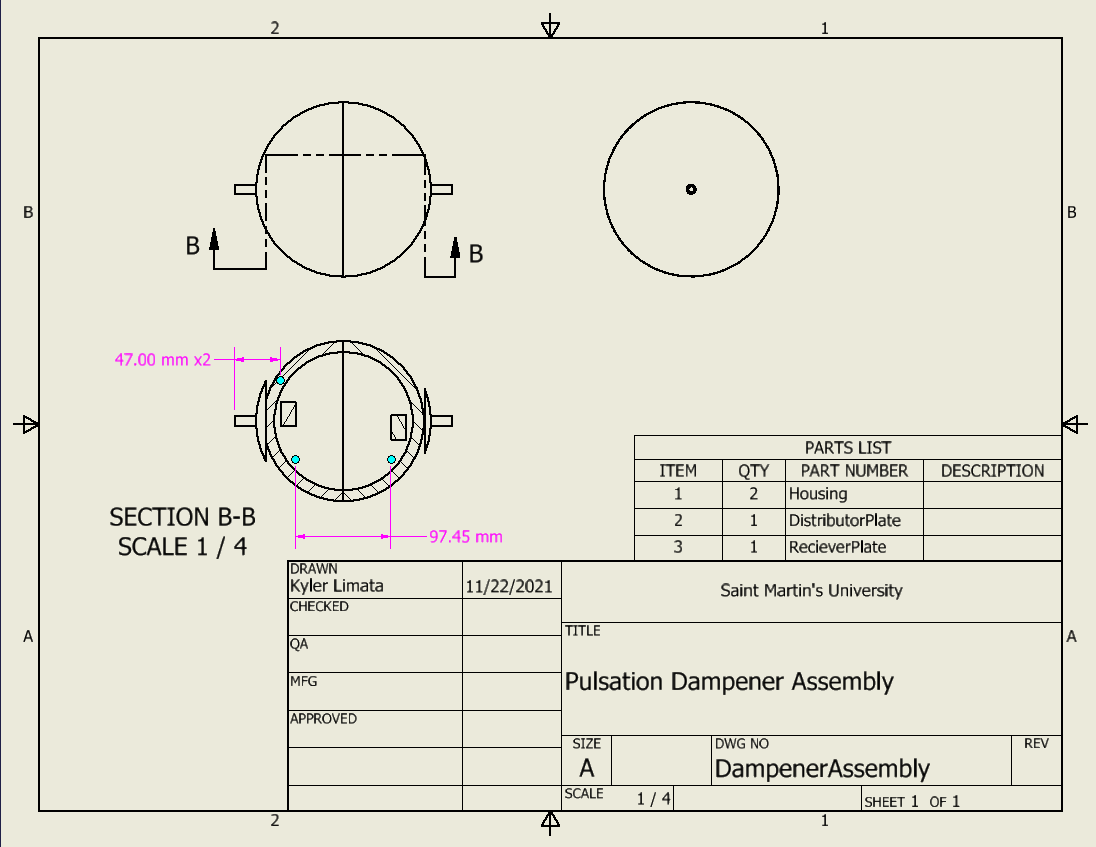 2 1
B B
B B
47.00 mm x2
SECTION B-B
SCALE 1 / 4
97.45 mm
PARTS LIST
ITEM QTY PART NUMBER DESCRIPTION
1 2 Housing
2 1 DistributorPlate
3 1 RecieverPlate
DRAWN
Kyler Limata 11/22/2021
CHECKED
QA
MFG
APPROVED
Saint Martin's University
TITLE
Pulsation Dampener Assembly
SIZE
A
DWG NO
DampenerAssembly
REV
SCALE 1 / 4
SHEET 1 OF 1
A A
2 1